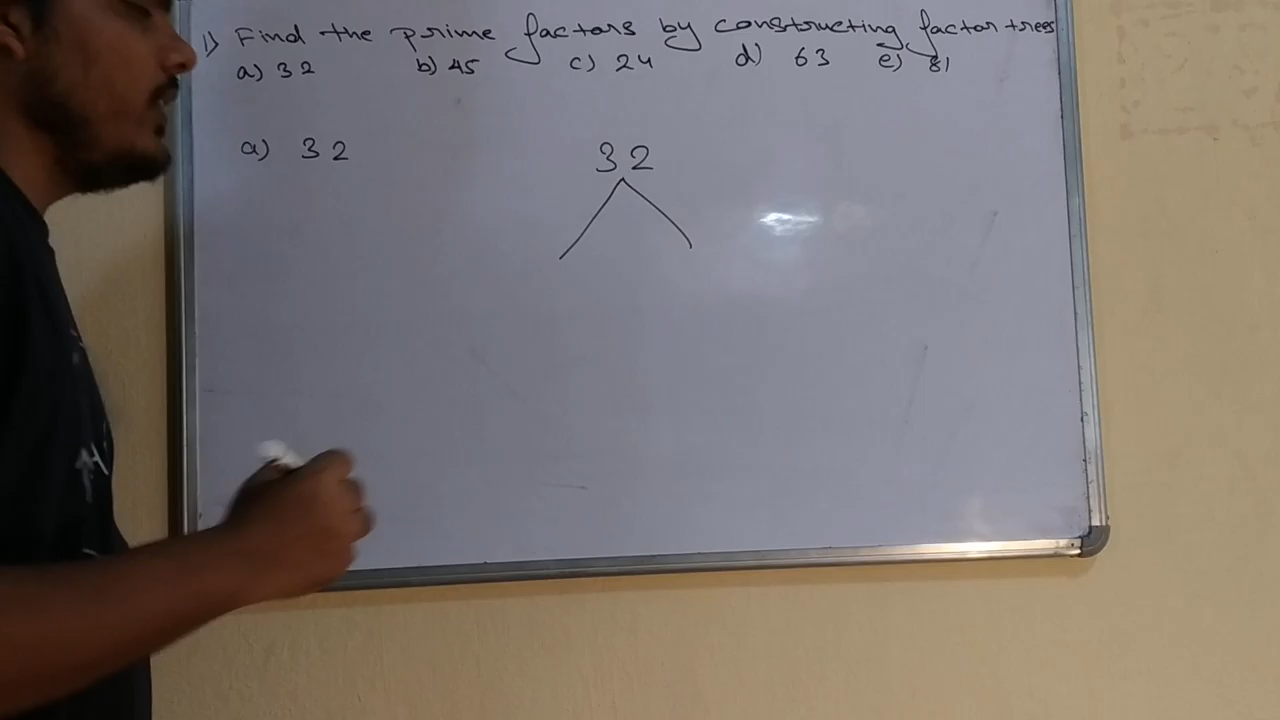 1) Find the prime factors by constructing factor trees
a) 32 b) 45 c) 24 d) 63 e) 81
a) 32 32